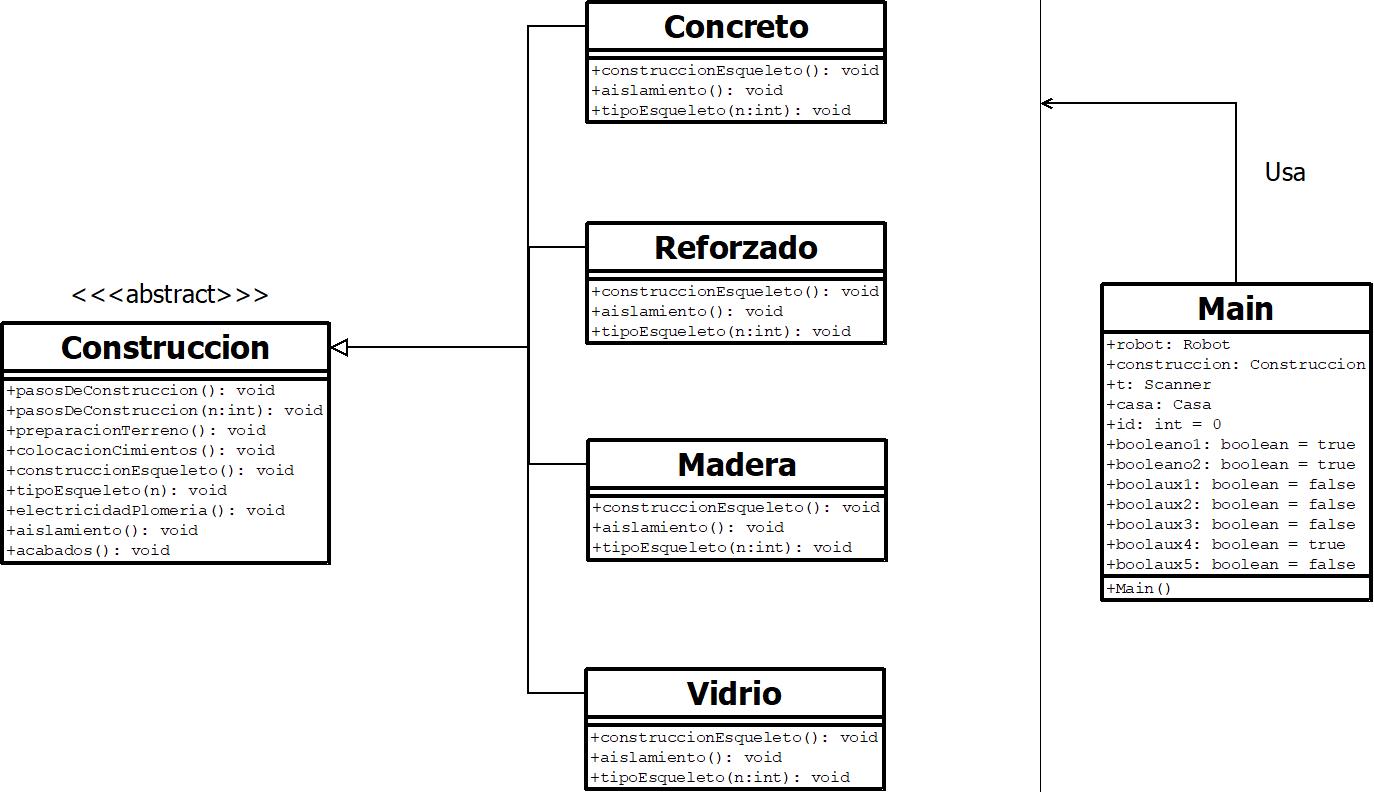 Concreto
+construccionEsqueleto(): void
+aislamiento(): void
+tipoEsqueleto(n:int): void
Usa
Reforzado
+construccionEsqueleto(): void
+aislamiento(): void
+tipoEsqueleto(n:int): void
<<<abstract>>>
Construccion
+pasosDeConstruccion(): void
+pasosDeConstruccion(n:int): void
+preparacionTerreno(): void
+colocacionCimientos(): void
+construccionEsqueleto(): void
+tipoEsqueleto(n): void
+electricidadPlomeria(): void
+aislamiento(): void
+acabados(): void
Main
+robot: Robot
+construccion: Construccion
+t: Scanner
+casa: Casa
+id: int = 0
+booleano1: boolean = true
+booleano2: boolean = true
+boolaux1: boolean = false
+boolaux2: boolean = false
+boolaux3: boolean = false
+boolaux4: boolean = true
+boolaux5: boolean = false
+Main()
Madera
+construccionEsqueleto(): void
+aislamiento(): void
+tipoEsqueleto(n:int): void
Vidrio
+construccionEsqueleto(): void
+aislamiento(): void
+tipoEsqueleto(n:int): void